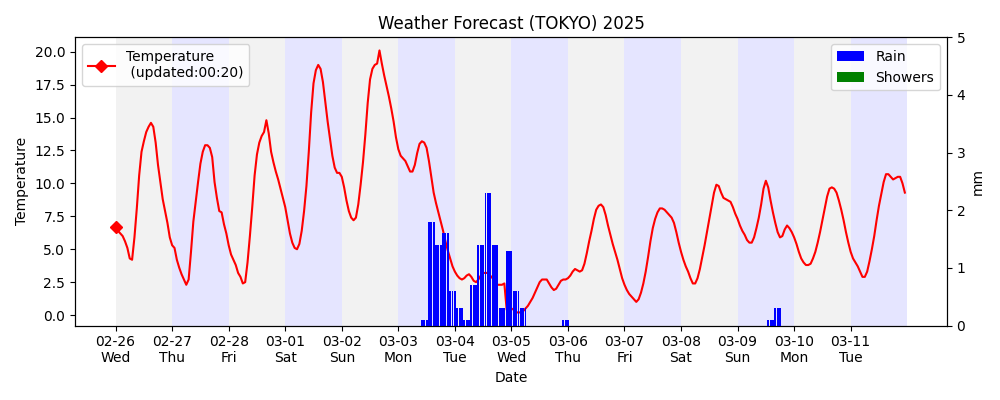 Weather Forecast (TOKYO) 2025
Temperature
(updated:00:20)
Rain
Showers
Temperature
20.0
17.5
15.0
12.5
10.0
7.5
5.0
2.5
0.0
5
4
3
2
1
0
mm
02-26 02-27 02-28 03-01 03-02 03-03 03-04 03-05 03-06 03-07 03-08 03-09 03-10 03-11
Wed Thu Fri Sat Sun Mon Tue Wed Thu Fri Sat Sun Mon Tue
Date